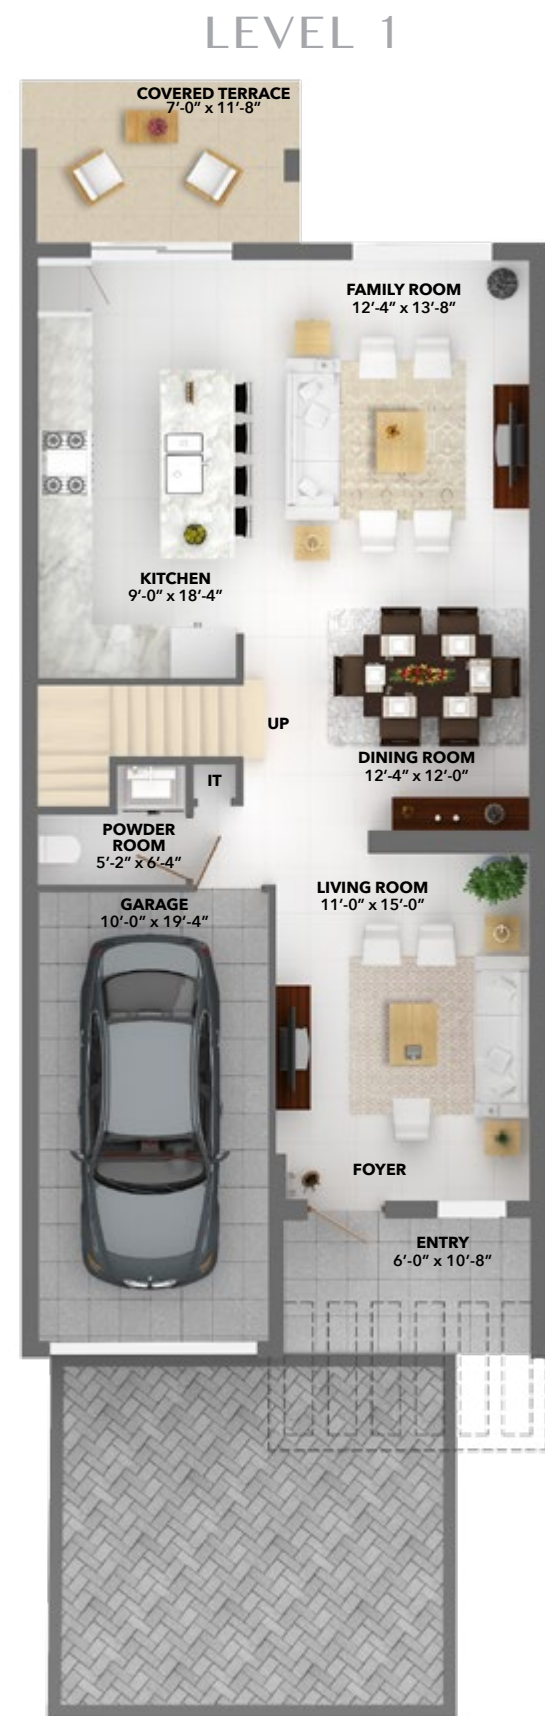 LEVEL 1
COVERED TERRACE
7'-0" x 11'-8"
FAMILY ROOM
12'-4" x 13'-8"
KITCHEN
9'-0" x 18'-4"
UP
DINING ROOM
12'-4" x 12'-0"
IT
POWDER
ROOM
5'-2" x 6'-4"
LIVING ROOM
11'-0" x 15'-0"
GARAGE
10'-0" x 19'-4"
FOYER
ENTRY
6'-0" x 10'-8"